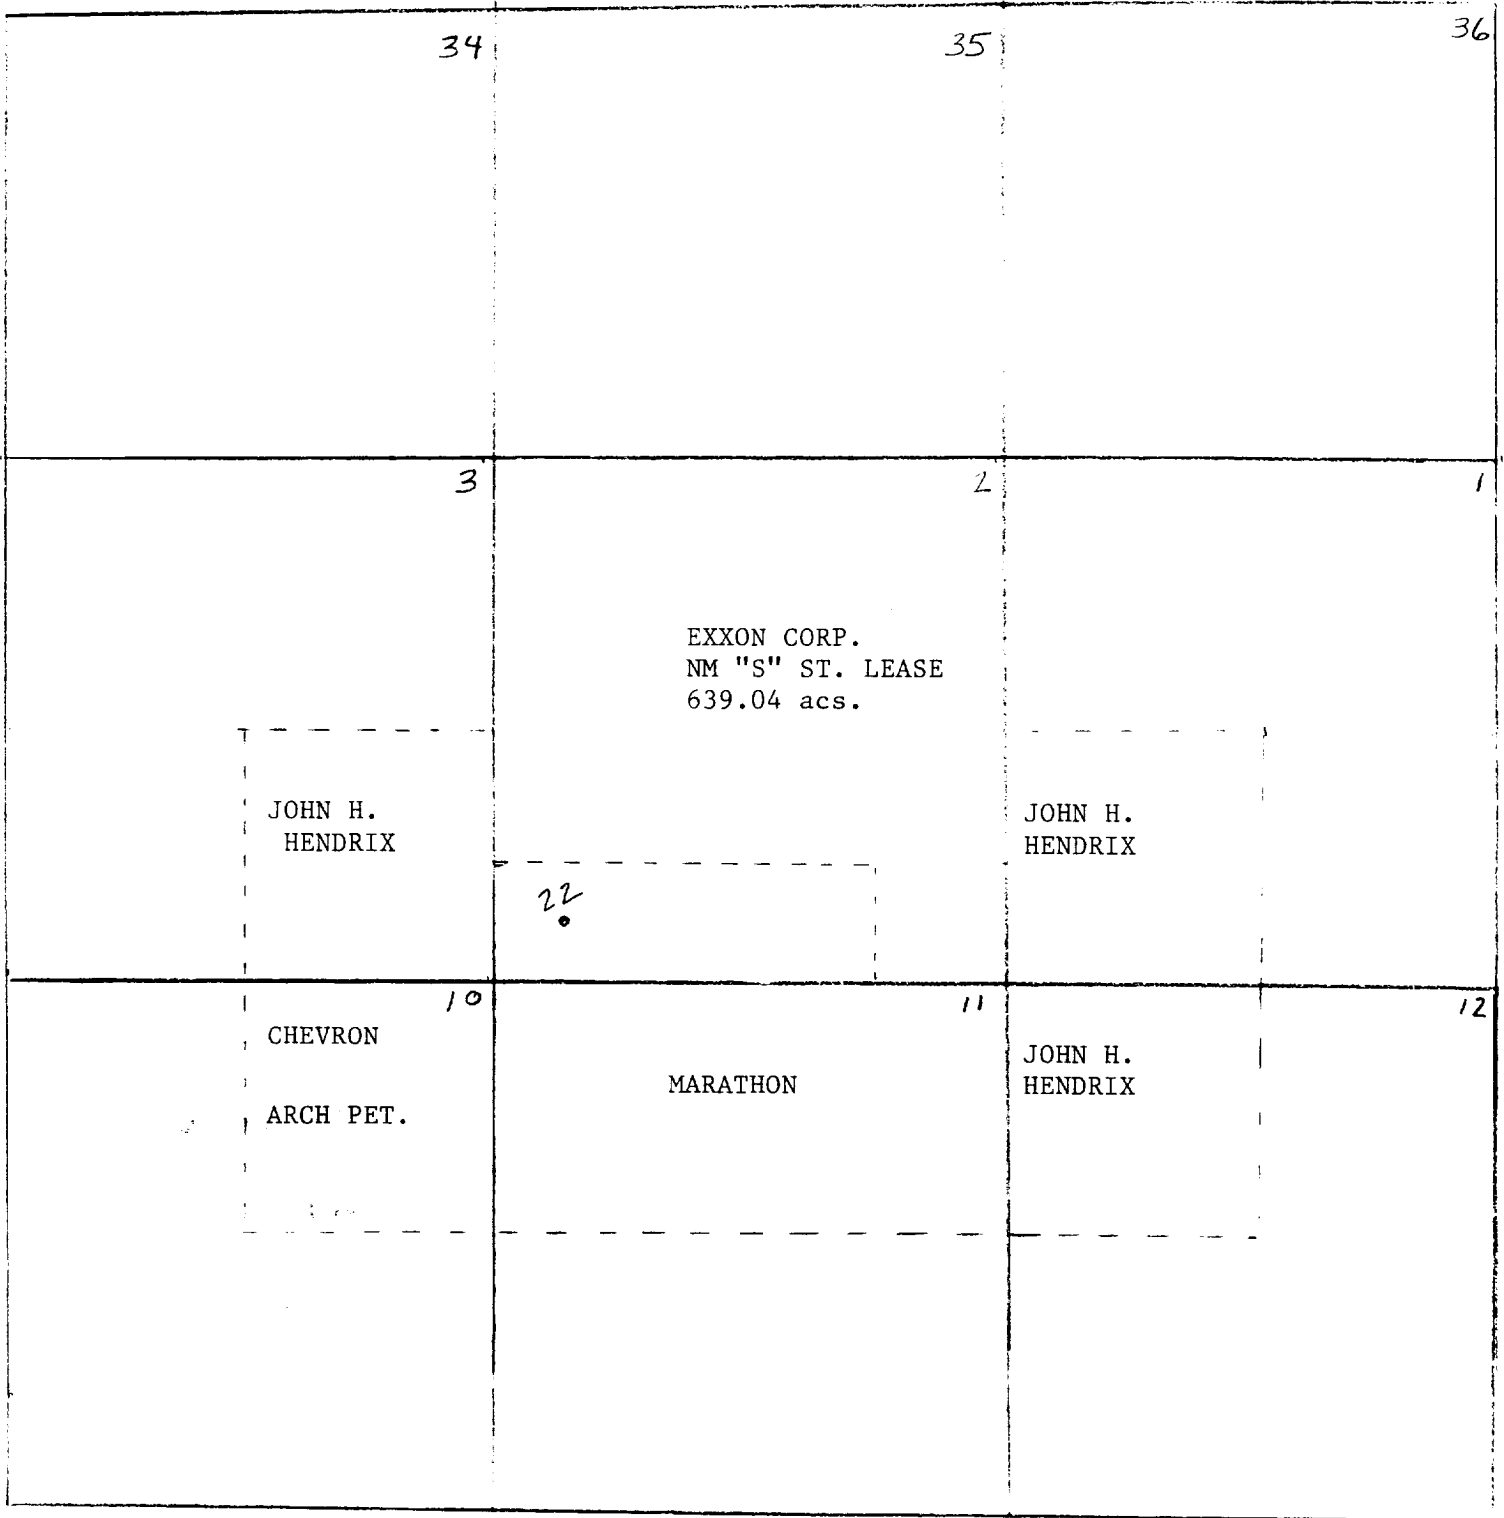 34
35
36
3
2
1
EXXON CORP.
NM "S" ST. LEASE
639.04 acs.
JOHN H.
HENDRIX
JOHN H.
HENDRIX
22
10
11
12
CHEVRON
ARCH PET.
MARATHON
JOHN H.
HENDRIX